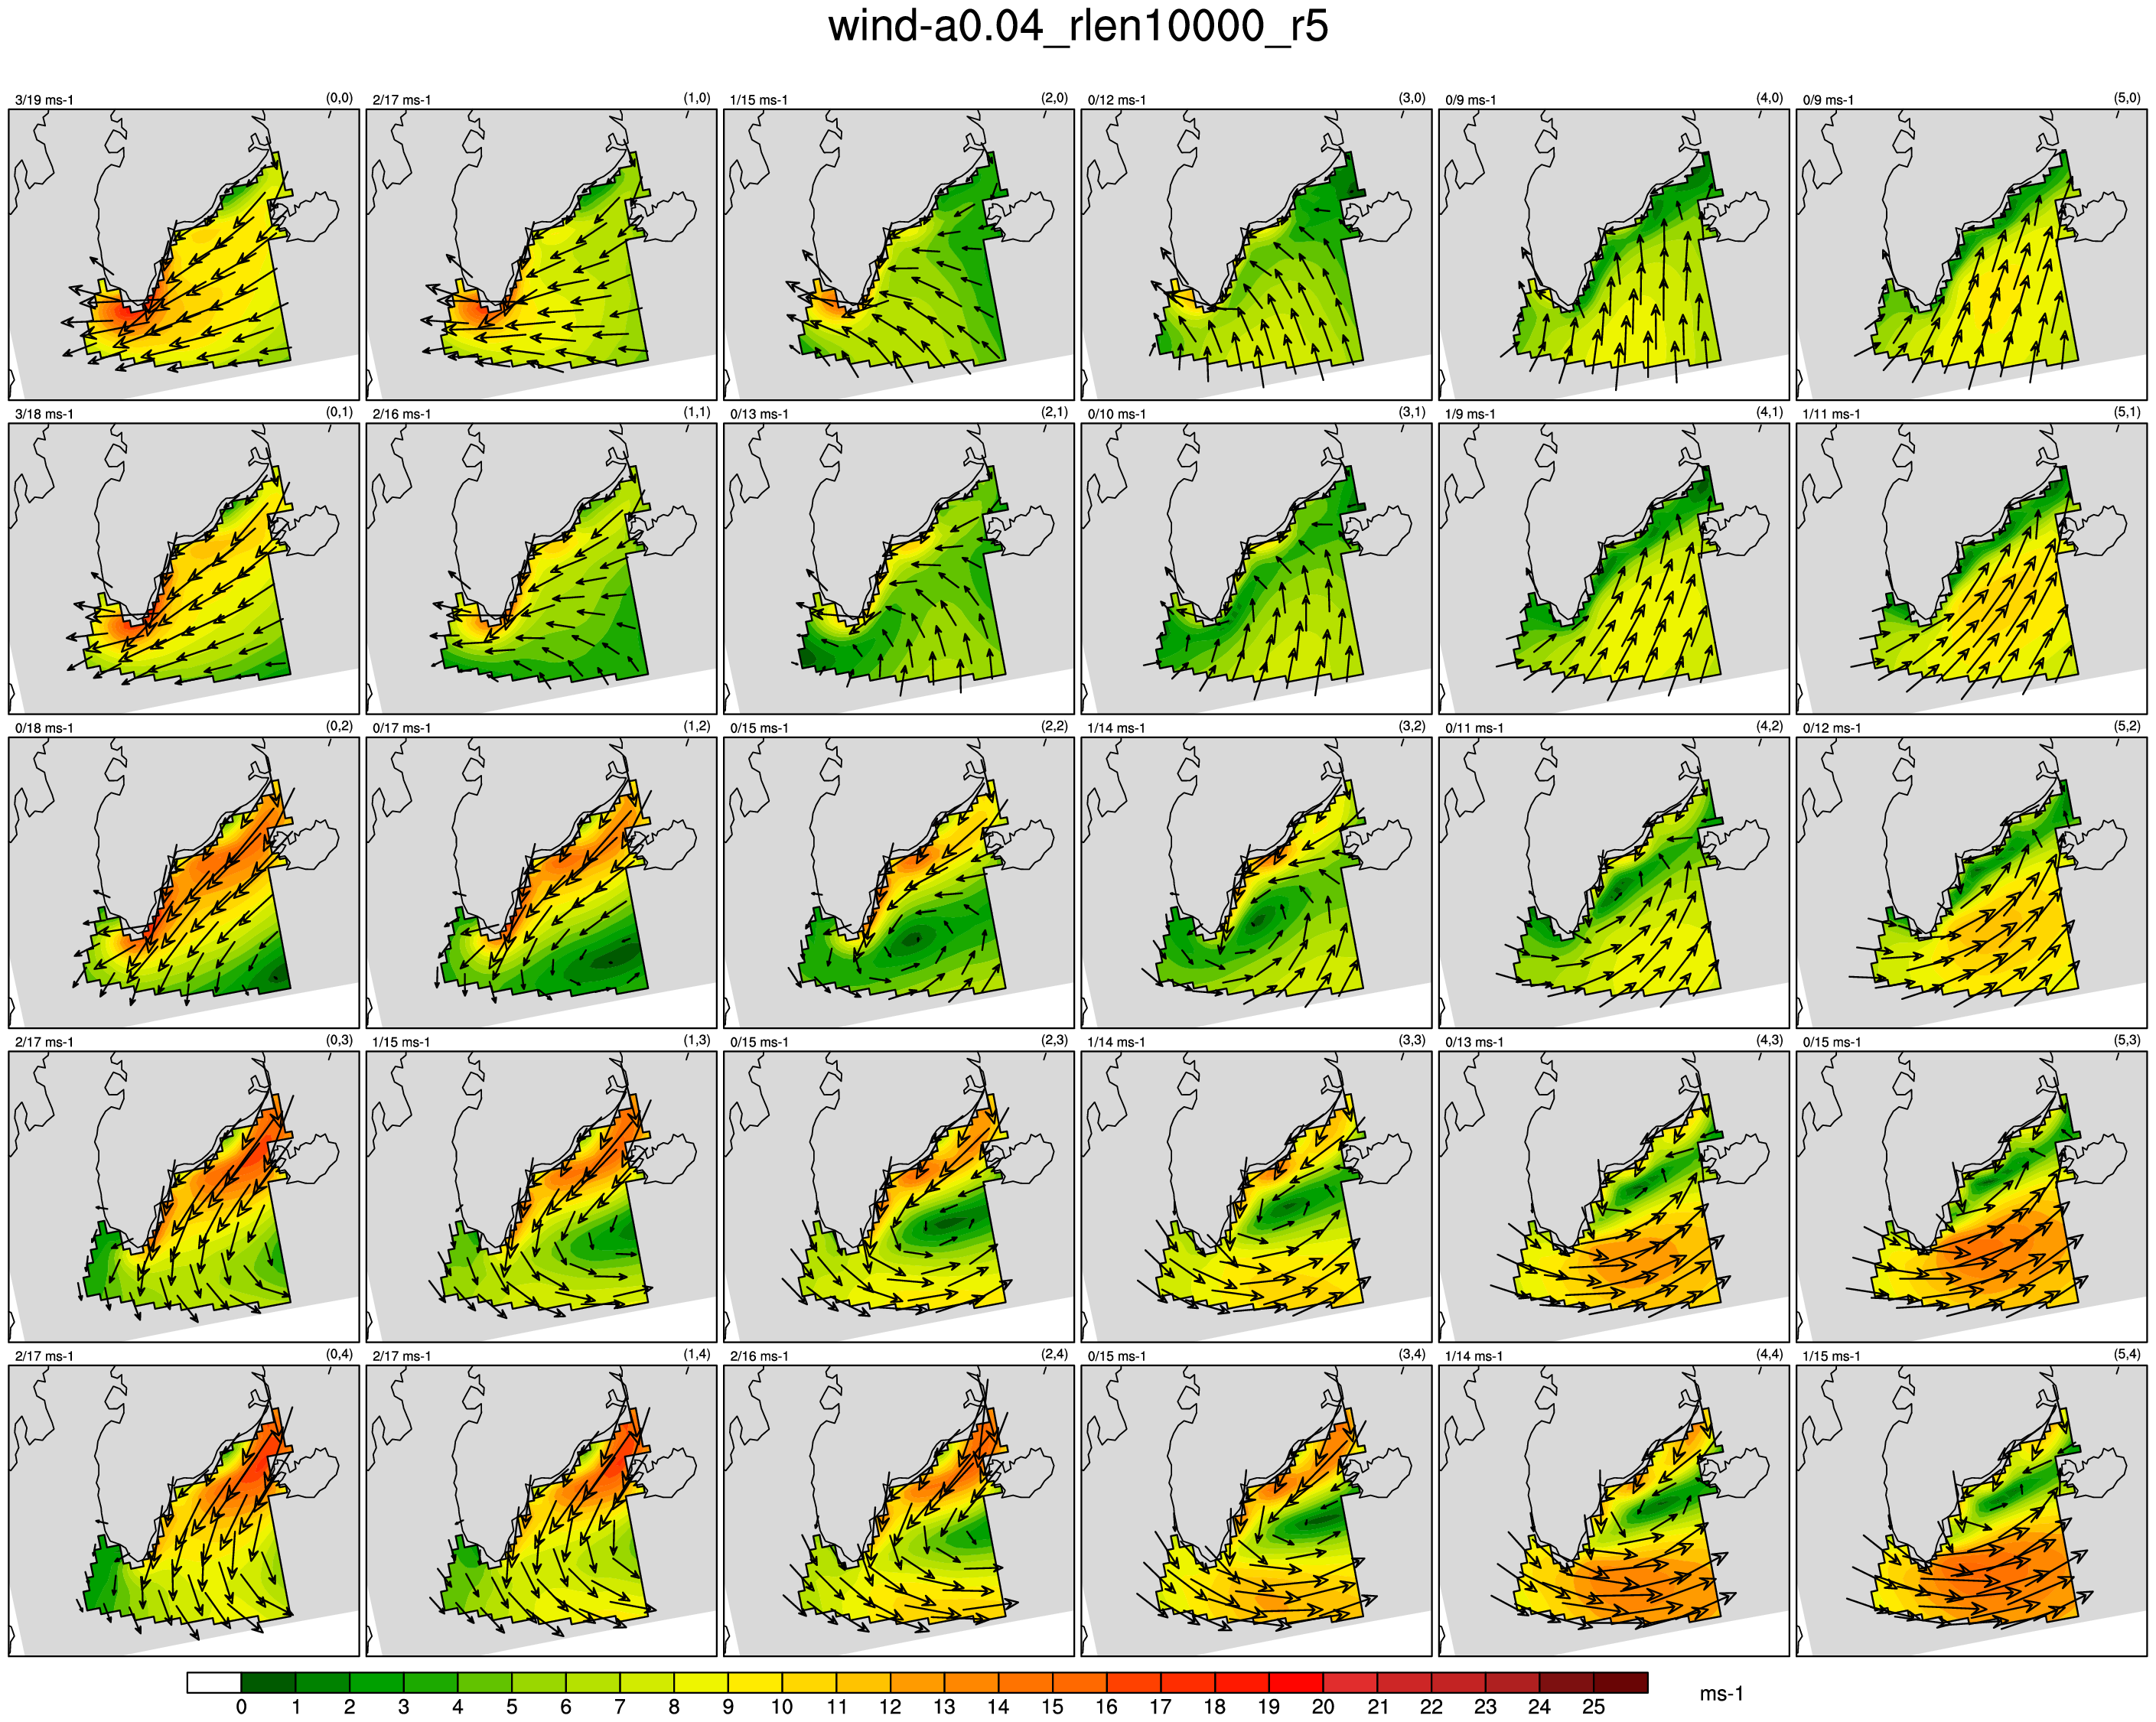 wind-a0.04_rlen10000_r5
3/19 ms-1 (0,0) 2/17 ms-1 (1,0) 1/15 ms-1 (2,0) 0/12 ms-1 (3,0) 0/9 ms-1 (4,0) 0/9 ms-1 (5,0)
3/18 ms-1 (0,1) 2/16 ms-1 (1,1) 0/13 ms-1 (2,1) 0/10 ms-1 (3,1) 1/9 ms-1 (4,1) 1/11 ms-1 (5,1)
0/18 ms-1 (0,2) 0/17 ms-1 (1,2) 0/15 ms-1 (2,2) 1/14 ms-1 (3,2) 0/11 ms-1 (4,2) 0/12 ms-1 (5,2)
2/17 ms-1 (0,3) 1/15 ms-1 (1,3) 0/15 ms-1 (2,3) 1/14 ms-1 (3,3) 0/13 ms-1 (4,3) 0/15 ms-1 (5,3)
2/17 ms-1 (0,4) 2/17 ms-1 (1,4) 2/16 ms-1 (2,4) 0/15 ms-1 (3,4) 1/14 ms-1 (4,4) 1/15 ms-1 (5,4)
0 1 2 3 4 5 6 7 8 9 10 11 12 13 14 15 16 17 18 19 20 21 22 23 24 25 ms-1